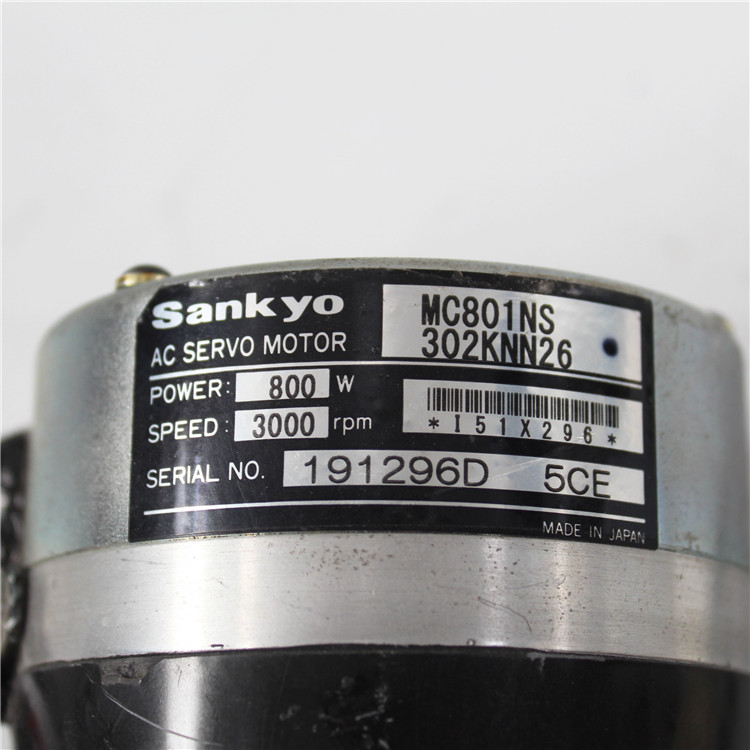 Sankyo
AC SERVO MOTOR
MC801NS
302KNN26
POWER: 800 W
SPEED: 3000 rpm
*I51X296*
SERIAL NO. 191296D 5CE
MADE IN JAPAN